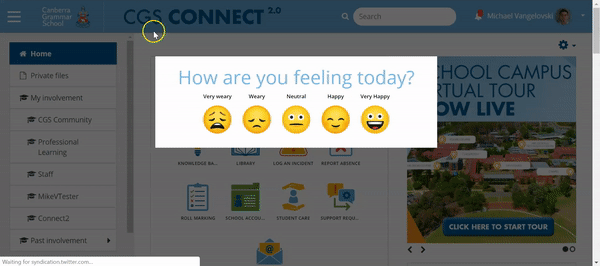 Canberra
Grammar
School
CGS CONNECT 2.0
Search
Michael Vangelovski
Home
Private files
My involvement
CGS Community
Professional
Learning
Staff
MikeVTester
Connect2
Past involvement
How are you feeling today?
Very weary
Weary
Neutral
Happy
Very Happy
KNOWLEDGE BA...
LIBRARY
LOG AN INCIDENT
REPORT ABSENCE
ROLL MARKING
SCHOOL ACCOU...
STUDENT CARE
SUPPORT REQU...
SCHOOL CAMPUS
VIRTUAL TOUR
NOW LIVE
CLICK HERE TO START TOUR
Waiting for syndication.twitter.com...